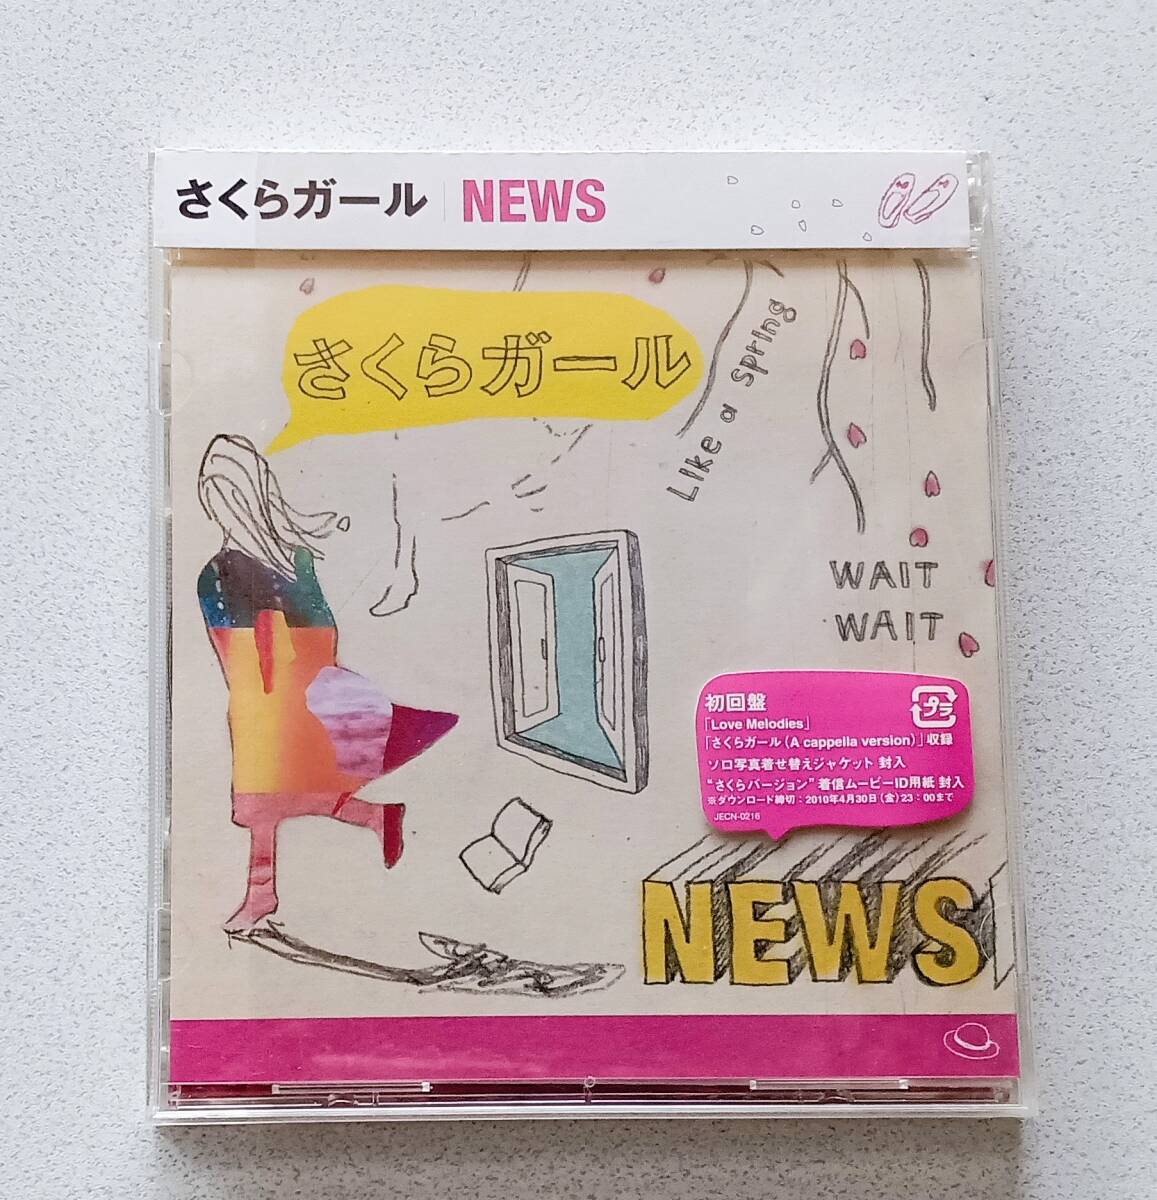 さくらガール NEWS
さくらガール
Like a spring
WAIT
WAIT
初回盤
プラ
「Love Melodies」
「さくらガール(A cappella version)」収録
ソロ写真着せ替えジャケット 封入
“さくらバージョン”着信ムービーID用紙 封入
※ダウンロード締切:2010年4月30日(金)23:00まで
JECN-0216
NEWS